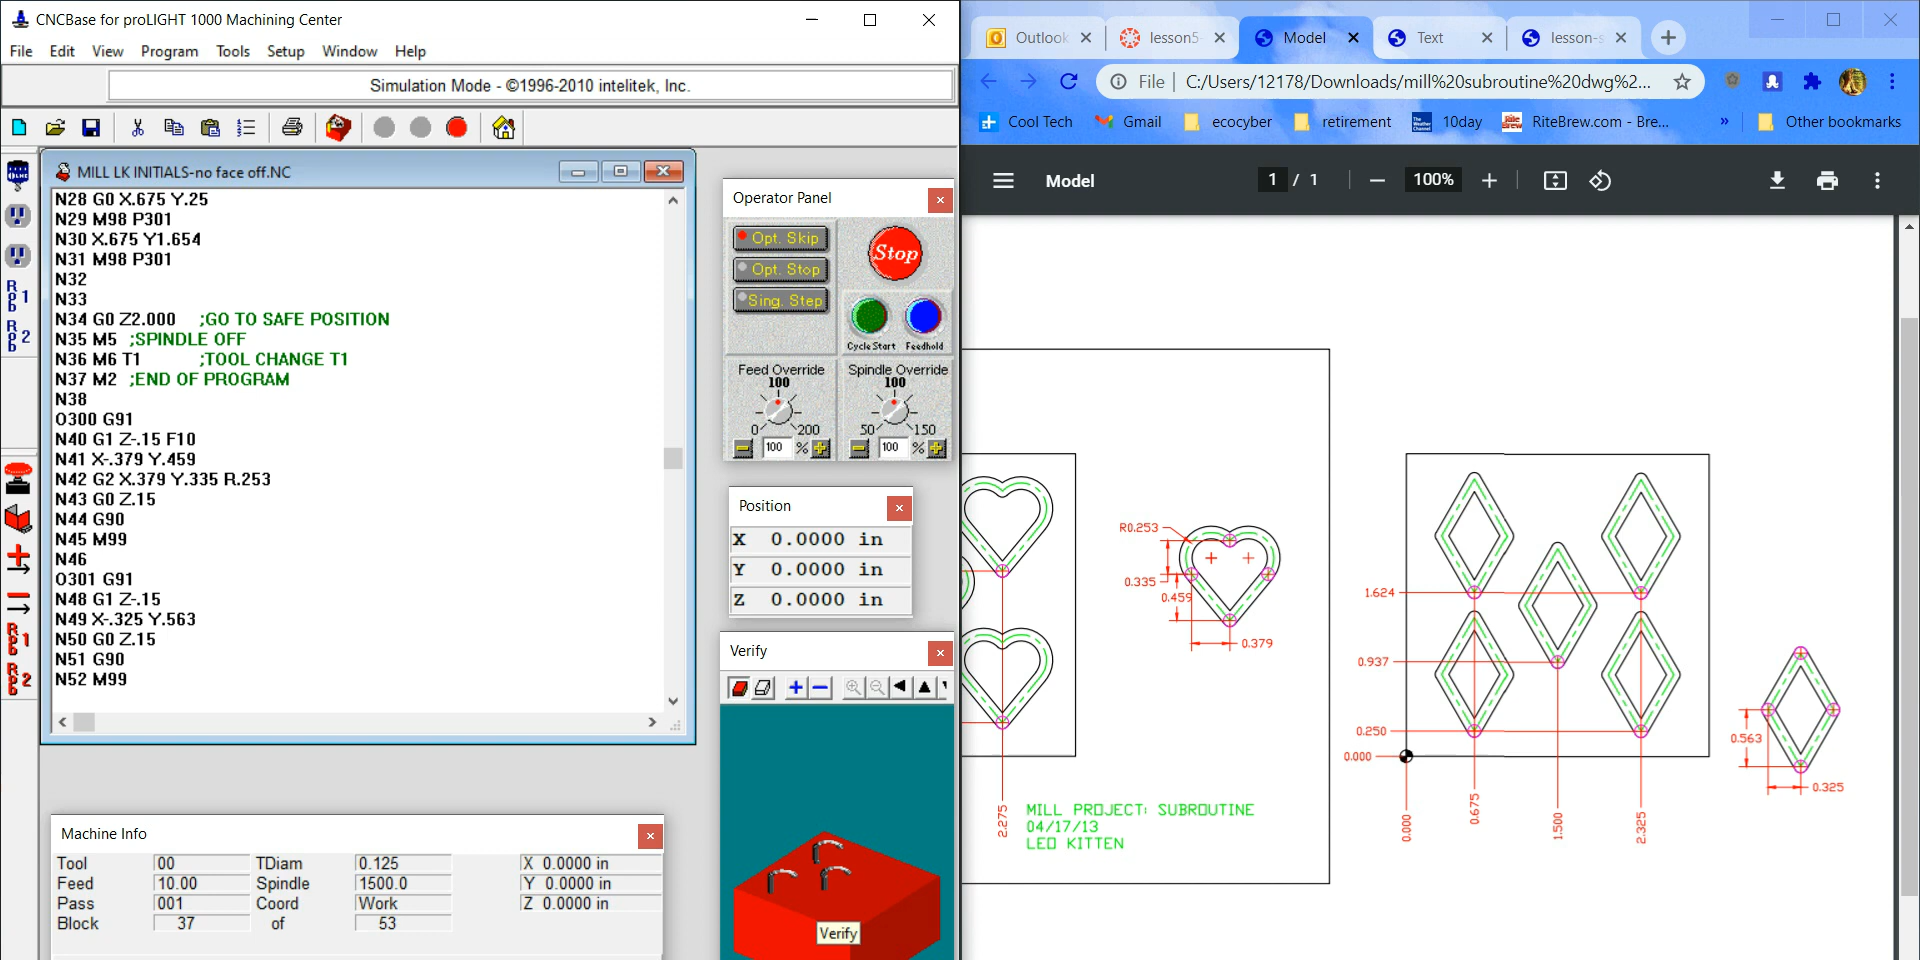 CNCBase for proLIGHT 1000 Machining Center
File Edit View Program Tools Setup Window Help
Simulation Mode - ©1996-2010 intelitek, Inc.
MILL LK INITIALS-no face off.NC
N28 G0 X.675 Y.25
N29 M98 P301
N30 X.675 Y1.654
N31 M98 P301
N32
N33
N34 G0 Z2.000 ;GO TO SAFE POSITION
N35 M5 ;SPINDLE OFF
N36 M6 T1 ;TOOL CHANGE T1
N37 M2 ;END OF PROGRAM
N38
O300 G91
N40 G1 Z-.15 F10
N41 X-.379 Y.459
N42 G2 X.379 Y.335 R.253
N43 G0 Z.15
N44 G90
N45 M99
N46
O301 G91
N48 G1 Z-.15
N49 X-.325 Y.563
N50 G0 Z.15
N51 G90
N52 M99
Operator Panel
Opt. Skip
Opt. Stop
Sing. Step
Stop
Cycle Start Feedhold
Feed Override
100
0 200
100 %
Spindle Override
100
50 150
100 %
Position
X 0.0000 in
Y 0.0000 in
Z 0.0000 in
Verify
Verify
Machine Info
Tool 00 TDiam 0.125 X 0.0000 in
Feed 10.00 Spindle 1500.0 Y 0.0000 in
Pass 001 Coord Work Z 0.0000 in
Block 37 of 53
Outlook lesson5- Model Text lesson-s
File C:/Users/12178/Downloads/mill%20subroutine%20dwg%2...
Cool Tech Gmail ecocyber retirement 10day RiteBrew.com - Bre... » Other bookmarks
Model 1 / 1 100%
R0.253
0.335
0.459
0.379
2.275
MILL PROJECT: SUBROUTINE
04/17/13
LEO KITTEN
1.624
0.937
0.250
0.000
0.000
0.675
1.500
2.325
0.563
0.325